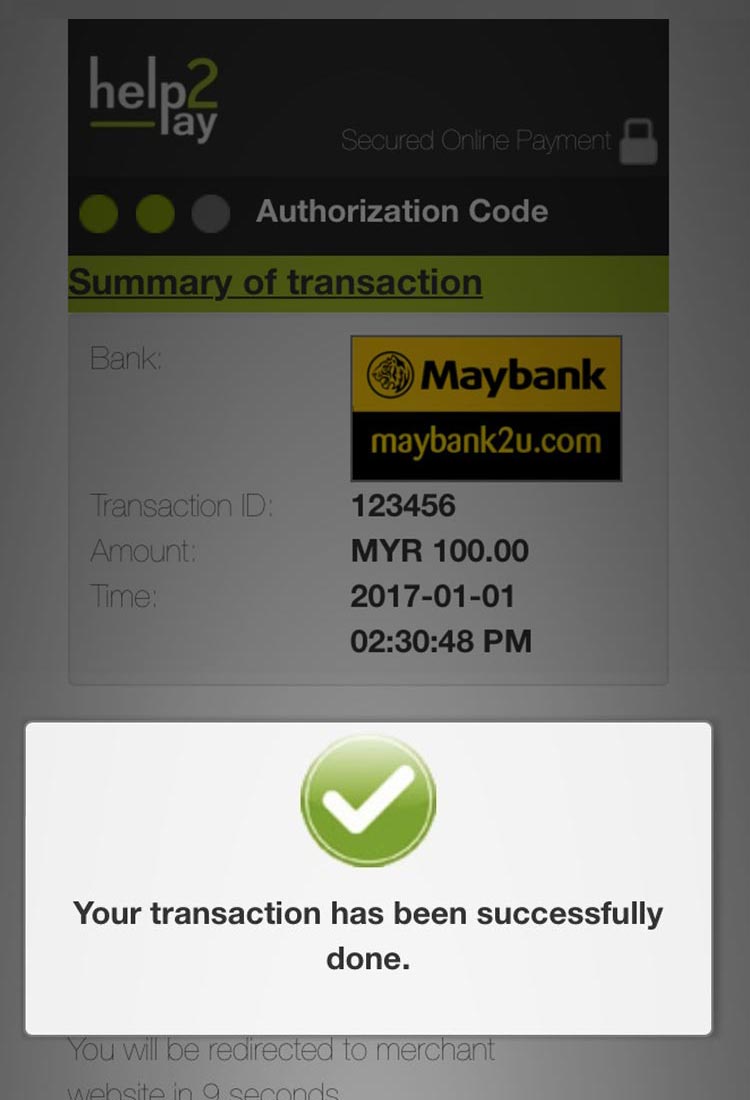 help2
lay
Secured Online Payment
Authorization Code
Summary of transaction
Bank:
Maybank
maybank2u.com
Transaction ID: 123456
Amount: MYR 100.00
Time: 2017-01-01
02:30:48 PM
Your transaction has been successfully
done.
You will be redirected to merchant
website in 9 seconds